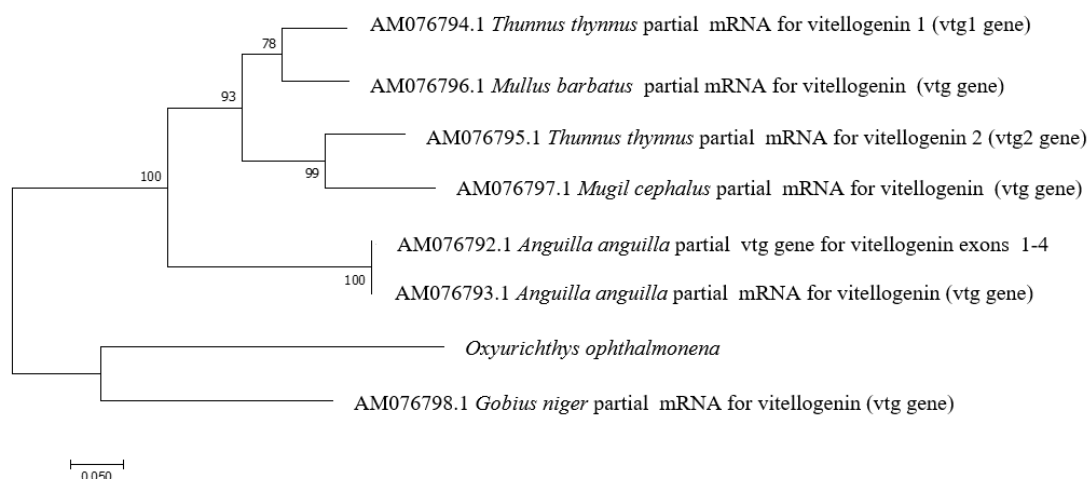 AM076794.1 Thunnus thynnus partial mRNA for vitellogenin 1 (vtg1 gene)
78
AM076796.1 Mullus barbatus partial mRNA for vitellogenin (vtg gene)
93
AM076795.1 Thunnus thynnus partial mRNA for vitellogenin 2 (vtg2 gene)
99
100
AM076797.1 Mugil cephalus partial mRNA for vitellogenin (vtg gene)
AM076792.1 Anguilla anguilla partial vtg gene for vitellogenin exons 1-4
100
AM076793.1 Anguilla anguilla partial mRNA for vitellogenin (vtg gene)
Oxyurichthys ophthalmonena
AM076798.1 Gobius niger partial mRNA for vitellogenin (vtg gene)
0.050